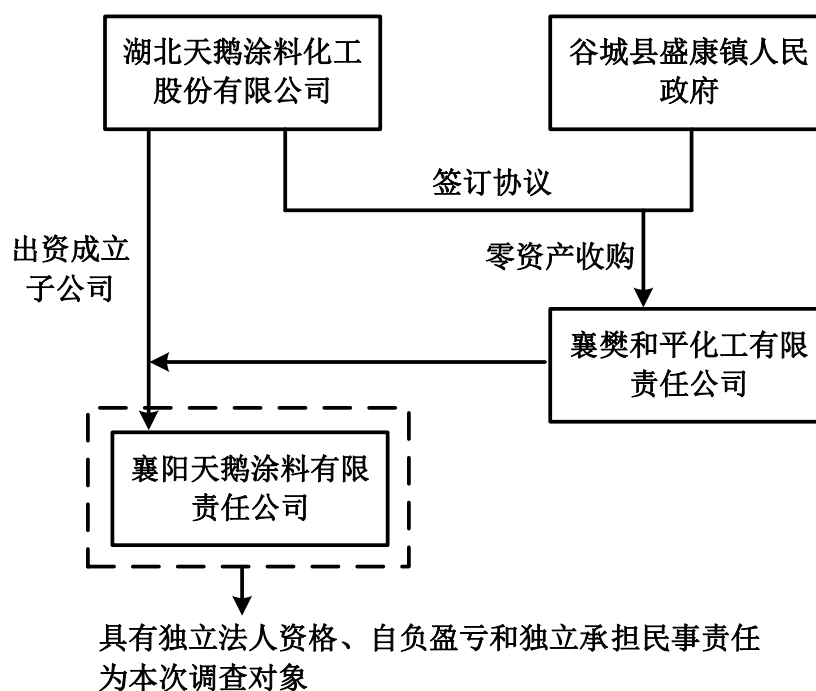 湖北天鹅涂料化工
股份有限公司
谷城县盛康镇人民
政府
签订协议
出资成立
子公司
零资产收购
襄樊和平化工有限
责任公司
襄阳天鹅涂料有限
责任公司
具有独立法人资格、自负盈亏和独立承担民事责任
为本次调查对象